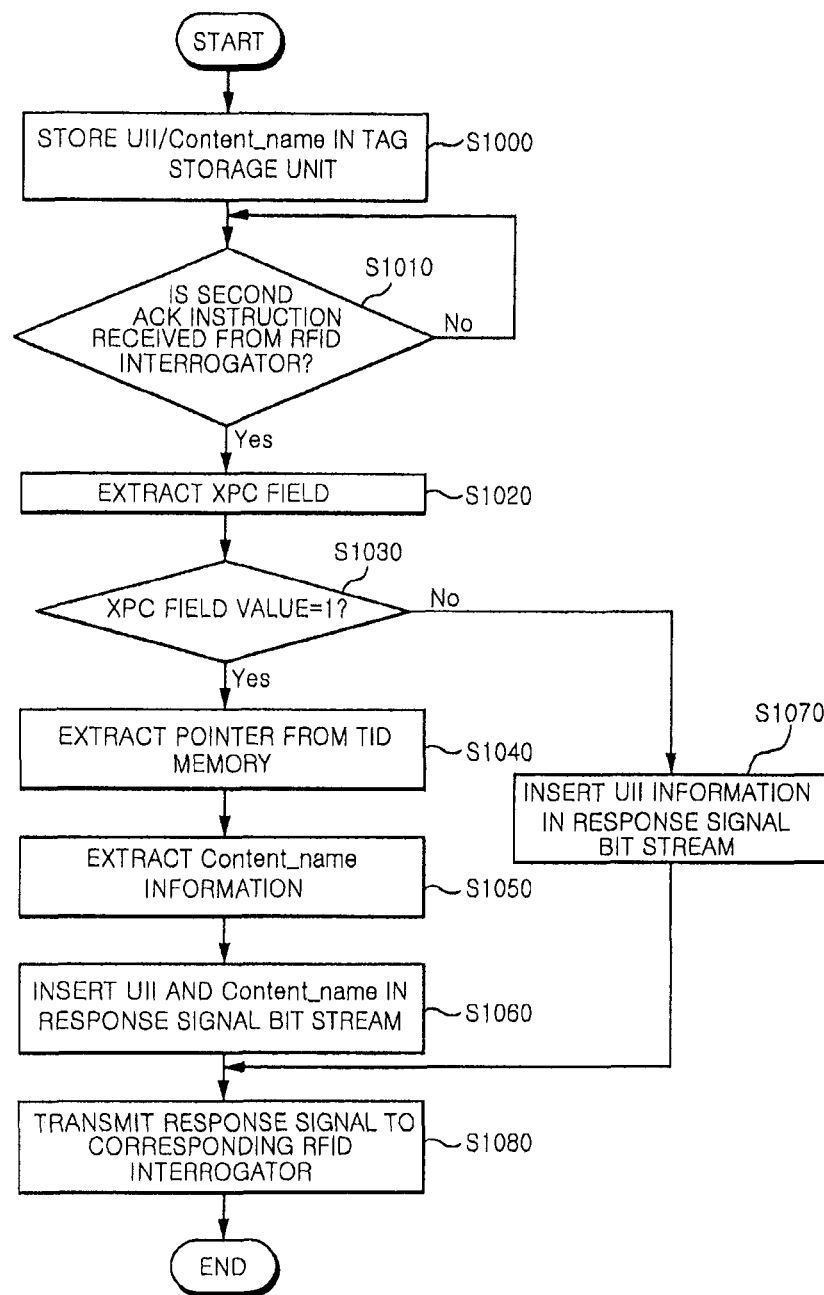 START
STORE UII/Content_name IN TAG
STORAGE UNIT
S1000
S1010
IS SECOND
ACK INSTRUCTION
RECEIVED FROM RFID
INTERROGATOR?
No
Yes
EXTRACT XPC FIELD
S1020
S1030
XPC FIELD VALUE=1?
No
Yes
EXTRACT POINTER FROM TID
MEMORY
S1040
S1070
INSERT UII INFORMATION
IN RESPONSE SIGNAL
BIT STREAM
EXTRACT Content_name
INFORMATION
S1050
INSERT UII AND Content_name IN
RESPONSE SIGNAL BIT STREAM
S1060
TRANSMIT RESPONSE SIGNAL TO
CORRESPONDING RFID
INTERROGATOR
S1080
END